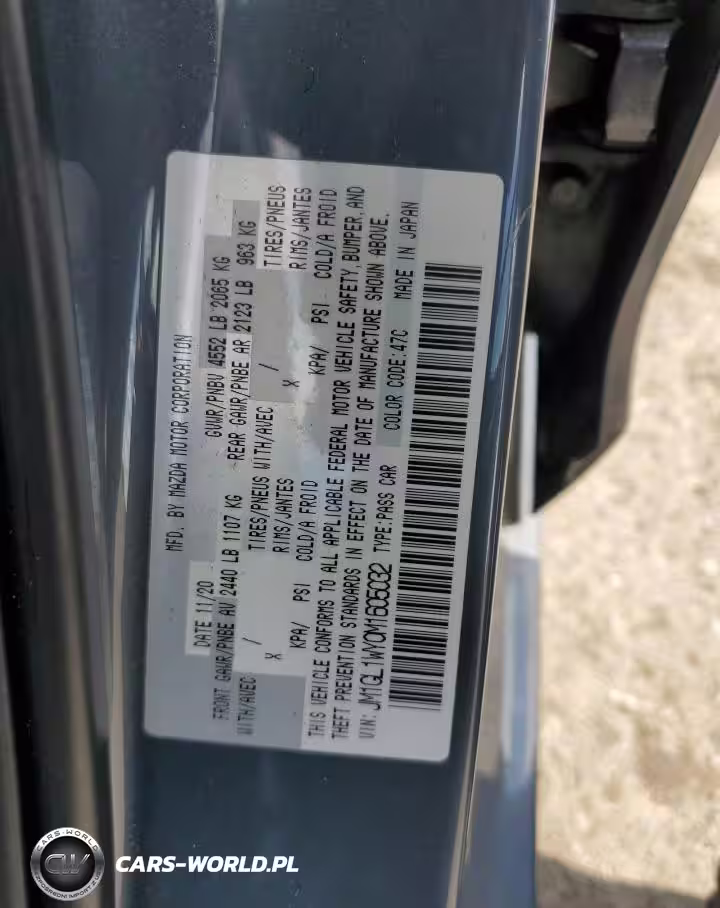 MFD. BY MAZDA MOTOR CORPORATION
DATE 11/20 GVWR/PNBV 4552 LB 2065 KG
FRONT GAWR/PNBE AV 2440 LB 1107 KG REAR GAWR/PNBE AR 2123 LB 963 KG
WITH/AVEC / TIRES/PNEUS WITH/AVEC / TIRES/PNEUS
X RIMS/JANTES X RIMS/JANTES
KPA/ PSI COLD/A FROID KPA/ PSI COLD/A FROID
THIS VEHICLE CONFORMS TO ALL APPLICABLE FEDERAL MOTOR VEHICLE SAFETY, BUMPER, AND
THEFT PREVENTION STANDARDS IN EFFECT ON THE DATE OF MANUFACTURE SHOWN ABOVE.
VIN: JM1GL1WY0M1605032 TYPE:PASS CAR COLOR CODE:47C MADE IN JAPAN
CARS-WORLD
CW
CARS-WORLD.PL